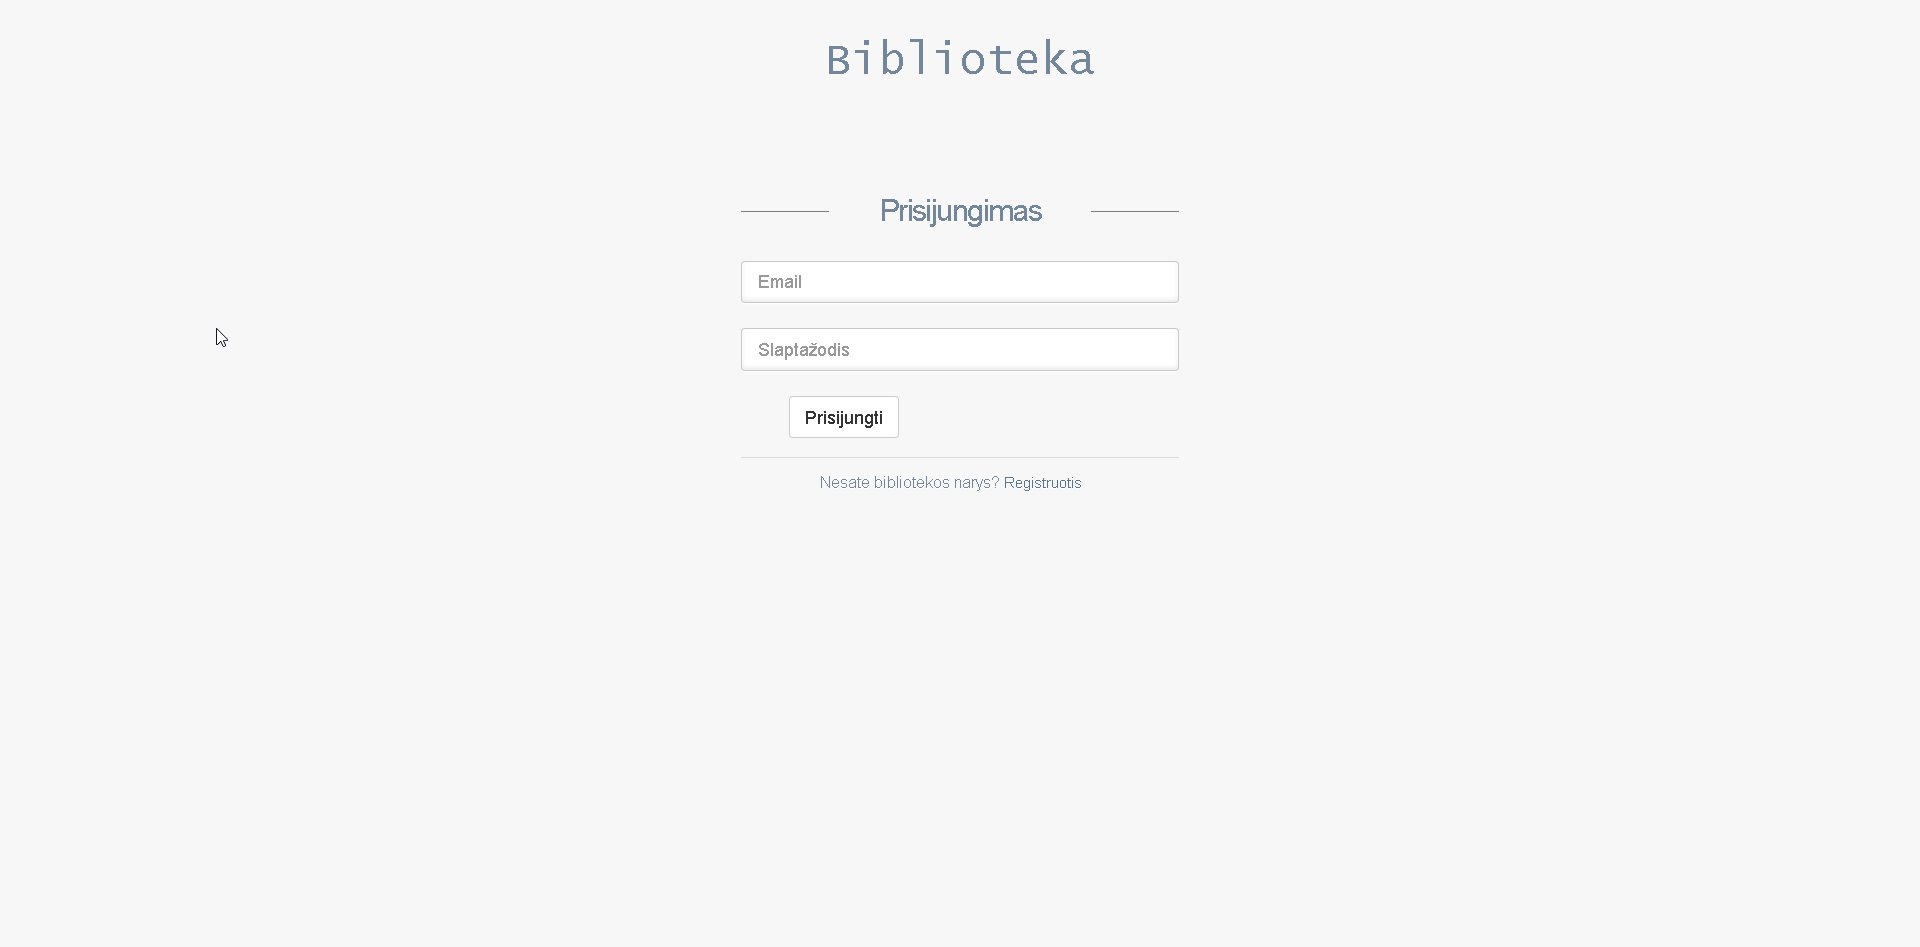 Biblioteka
Prisijungimas
Email
Slaptažodis
Prisijungti
Nesate bibliotekos narys? Registruotis